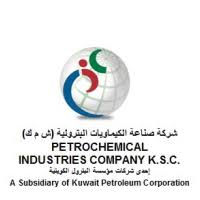 شركة صناعة الكيماويات البترولية (ش م ك)
PETROCHEMICAL
INDUSTRIES COMPANY K.S.C.
إحدى شركات مؤسسة البترول الكويتية
A Subsidiary of Kuwait Petroleum Corporation